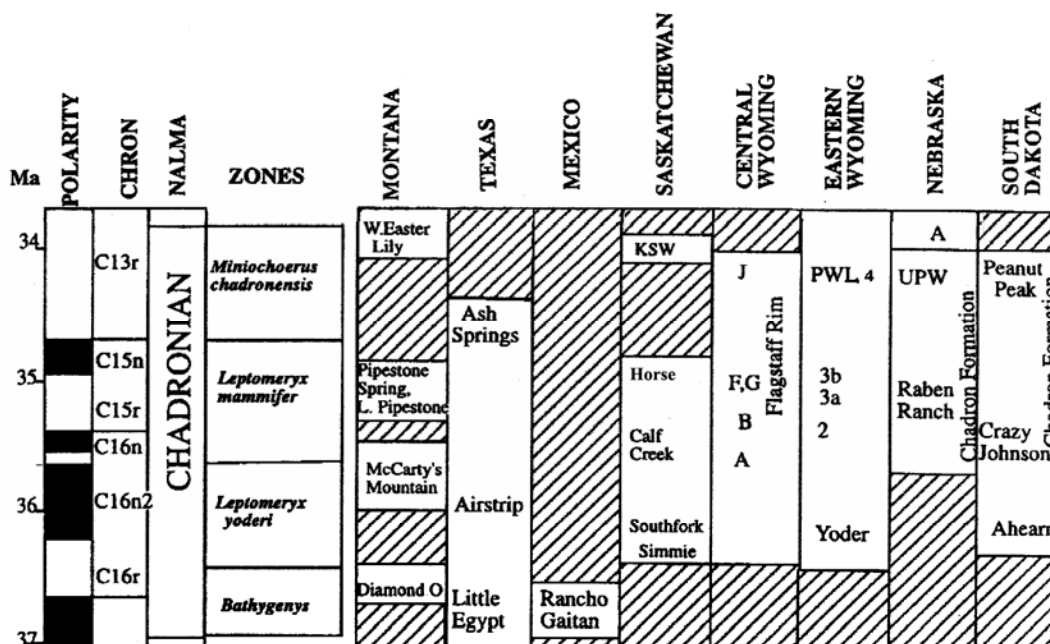 Ma
POLARITY
CHRON
NALMA
ZONES
MONTANA
TEXAS
MEXICO
SASKATCHEWAN
CENTRAL
WYOMING
EASTERN
WYOMING
NEBRASKA
SOUTH
DAKOTA
34
35
36
37
C13r
C15n
C15r
C16n
C16n2
C16r
CHADRONIAN
Miniochoerus
chadronensis
Leptomeryx
mammifer
Leptomeryx
yoderi
Bathygenys
W.Easter
Lily
Pipestone
Spring,
L. Pipestone
McCarty's
Mountain
Diamond O
Ash
Springs
Airstrip
Little
Egypt
Rancho
Gaitan
KSW
Horse
Calf
Creek
Southfork
Simmie
J
F,G
B
A
Flagstaff Rim
PWL 4
3b
3a
2
Yoder
A
UPW
Raben
Ranch
Chadron Formation
Peanut
Peak
Crazy
Johnson
Ahearn
Chadron Formation